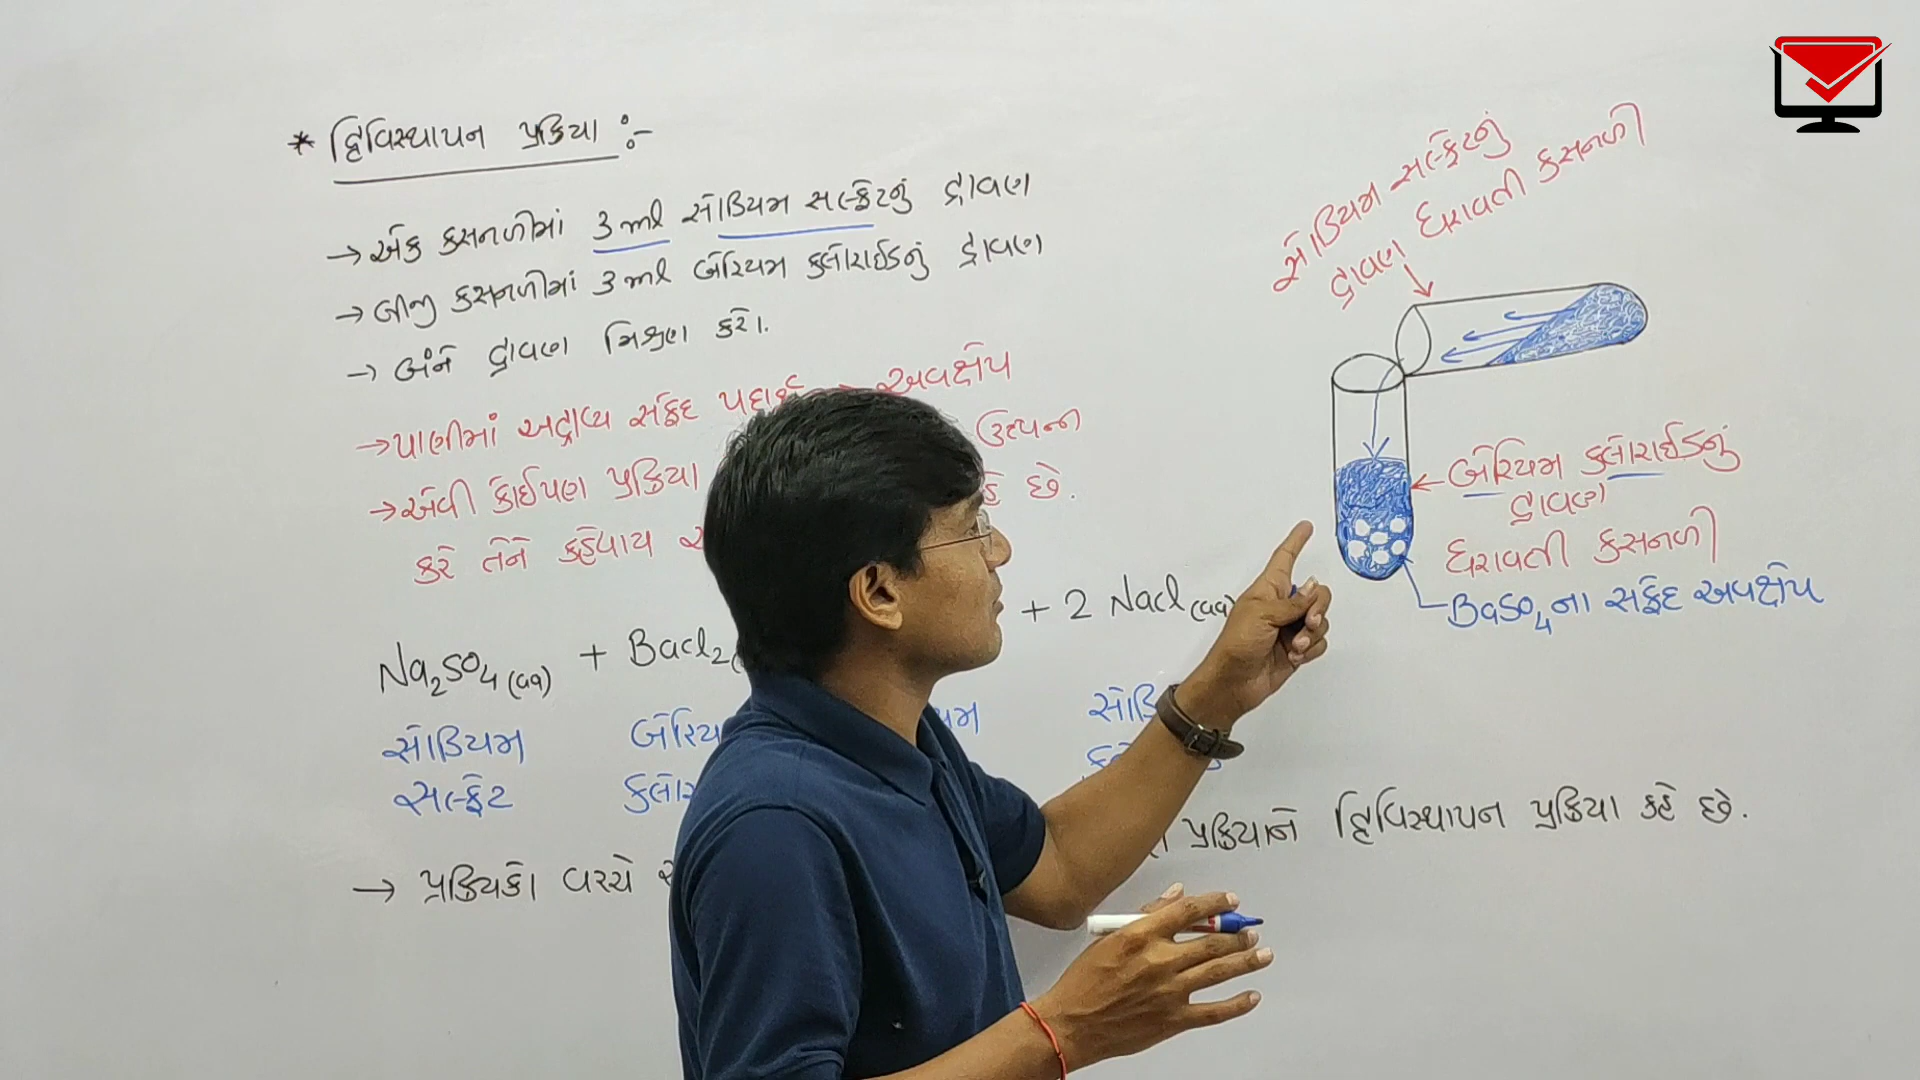 * દ્વિવિસ્થાપન પ્રક્રિયા :-
→ એક કસનળીમાં 3 ml સોડિયમ સલ્ફેટનું દ્રાવણ
→ બીજી કસનળીમાં 3 ml બેરિયમ ક્લોરાઈડનું દ્રાવણ
→ બંને દ્રાવણ મિશ્રણ કરો.
→ પાણીમાં અદ્રાવ્ય સફેદ અવક્ષેપ
→ એવી કોઈપણ પ્રક્રિયા ઉત્પન્ન
કરે તેને કહેવાય છે.
Na2SO4 (aq) + Bacl2 + 2 Nacl (aq)
સોડિયમ
સલ્ફેટ
→ પ્રક્રિયકો વચ્ચે પ્રક્રિયાને દ્વિવિસ્થાપન પ્રક્રિયા કહે છે.
સોડિયમ સલ્ફેટનું
દ્રાવણ ધરાવતી કસનળી
બેરિયમ ક્લોરાઈડનું
દ્રાવણ
ધરાવતી કસનળી
BaSO4 ના સફેદ અવક્ષેપ